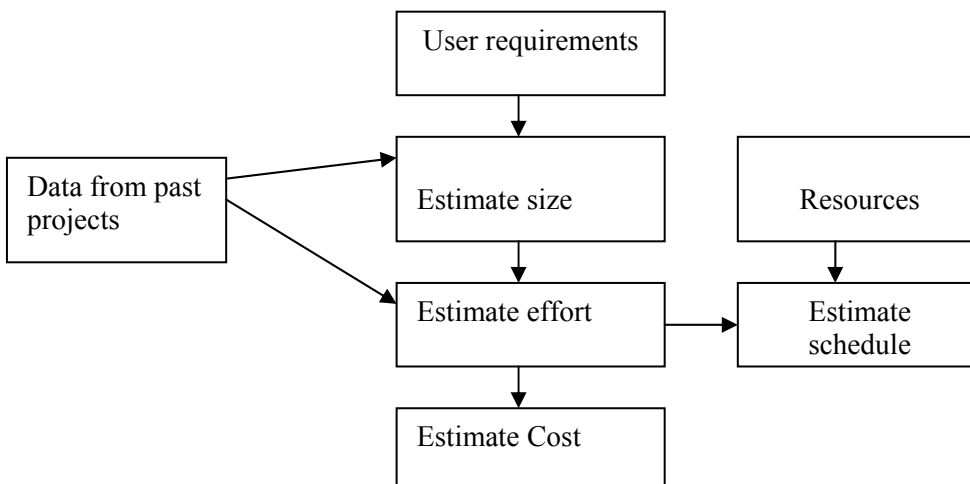 User requirements
Data from past
projects
Estimate size
Resources
Estimate effort
Estimate
schedule
Estimate Cost